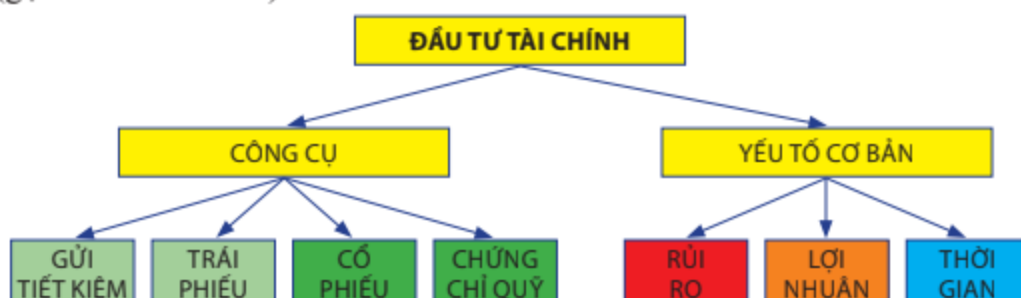 ĐẦU TƯ TÀI CHÍNH
CÔNG CỤ
YẾU TỐ CƠ BẢN
GỬI
TIẾT KIỆM
TRÁI
PHIẾU
CỔ
PHIẾU
CHỨNG
CHỈ QUỸ
RỦI
RO
LỢI
NHUẬN
THỜI
GIAN